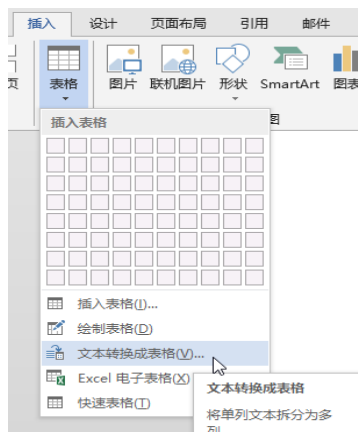 插入 设计 页面布局 引用 邮件
页 表格 图片 联机图片 形状 SmartArt 图表
插入表格
插入表格(I)...
绘制表格(D)
文本转换成表格(V)...
Excel 电子表格(X)
快速表格(T)
文本转换成表格
将单列文本拆分为多
列